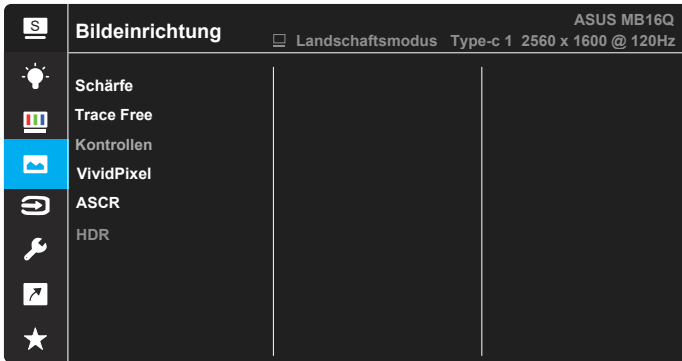 S
Bildeinrichtung
ASUS MB16Q
Landschaftsmodus Type-c 1 2560 x 1600 @ 120Hz
Schärfe
Trace Free
Kontrollen
VividPixel
ASCR
HDR